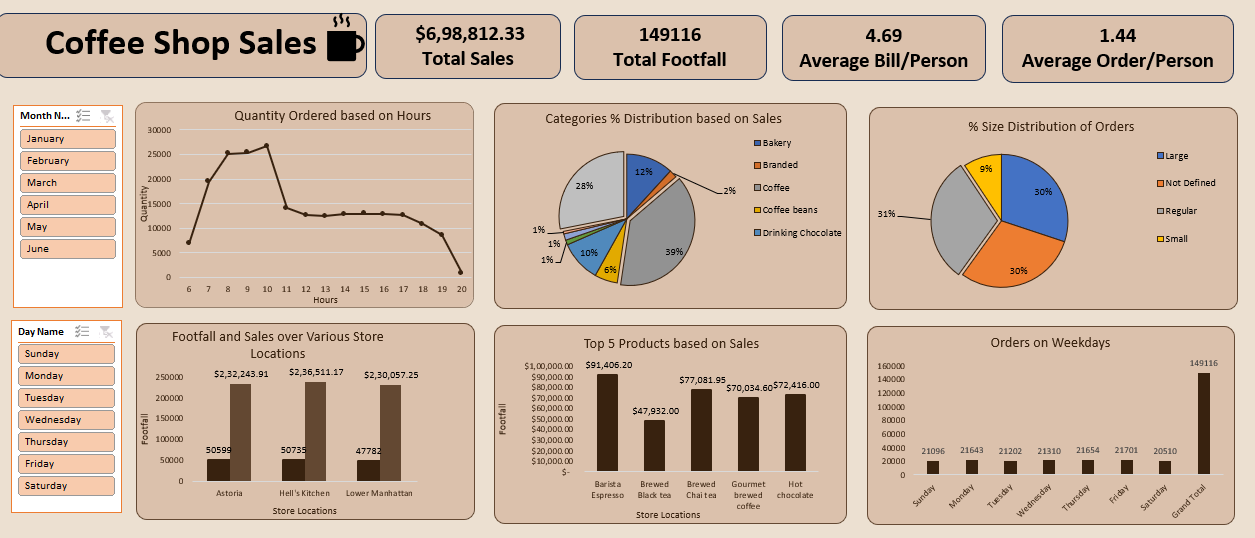 Coffee Shop Sales
$6,98,812.33
Total Sales
149116
Total Footfall
4.69
Average Bill/Person
1.44
Average Order/Person
Month N...
January
February
March
April
May
June
Quantity Ordered based on Hours
30000
25000
20000
15000
10000
5000
0
Quantity
6 7 8 9 10 11 12 13 14 15 16 17 18 19 20
Hours
Categories % Distribution based on Sales
12%
2%
39%
6%
10%
1%
1%
1%
28%
Bakery
Branded
Coffee
Coffee beans
Drinking Chocolate
% Size Distribution of Orders
30%
30%
31%
9%
Large
Not Defined
Regular
Small
Day Name
Sunday
Monday
Tuesday
Wednesday
Thursday
Friday
Saturday
Footfall and Sales over Various Store
Locations
250000
200000
150000
100000
50000
0
Footfall
$2,32,243.91 $2,36,511.17 $2,30,057.25
50599 50735 47782
Astoria Hell's Kitchen Lower Manhattan
Store Locations
Top 5 Products based on Sales
$1,00,000.00
$90,000.00
$80,000.00
$70,000.00
$60,000.00
$50,000.00
$40,000.00
$30,000.00
$20,000.00
$10,000.00
$-
Footfall
$91,406.20
$47,932.00
$77,081.95
$70,034.60
$72,416.00
Barista
Espresso
Brewed
Black tea
Brewed
Chai tea
Gourmet
brewed
coffee
Hot
chocolate
Store Locations
Orders on Weekdays
160000
140000
120000
100000
80000
60000
40000
20000
0
21096 21643 21202 21310 21654 21701 20510 149116
Sunday Monday Tuesday Wednesday Thursday Friday Saturday Grand Total